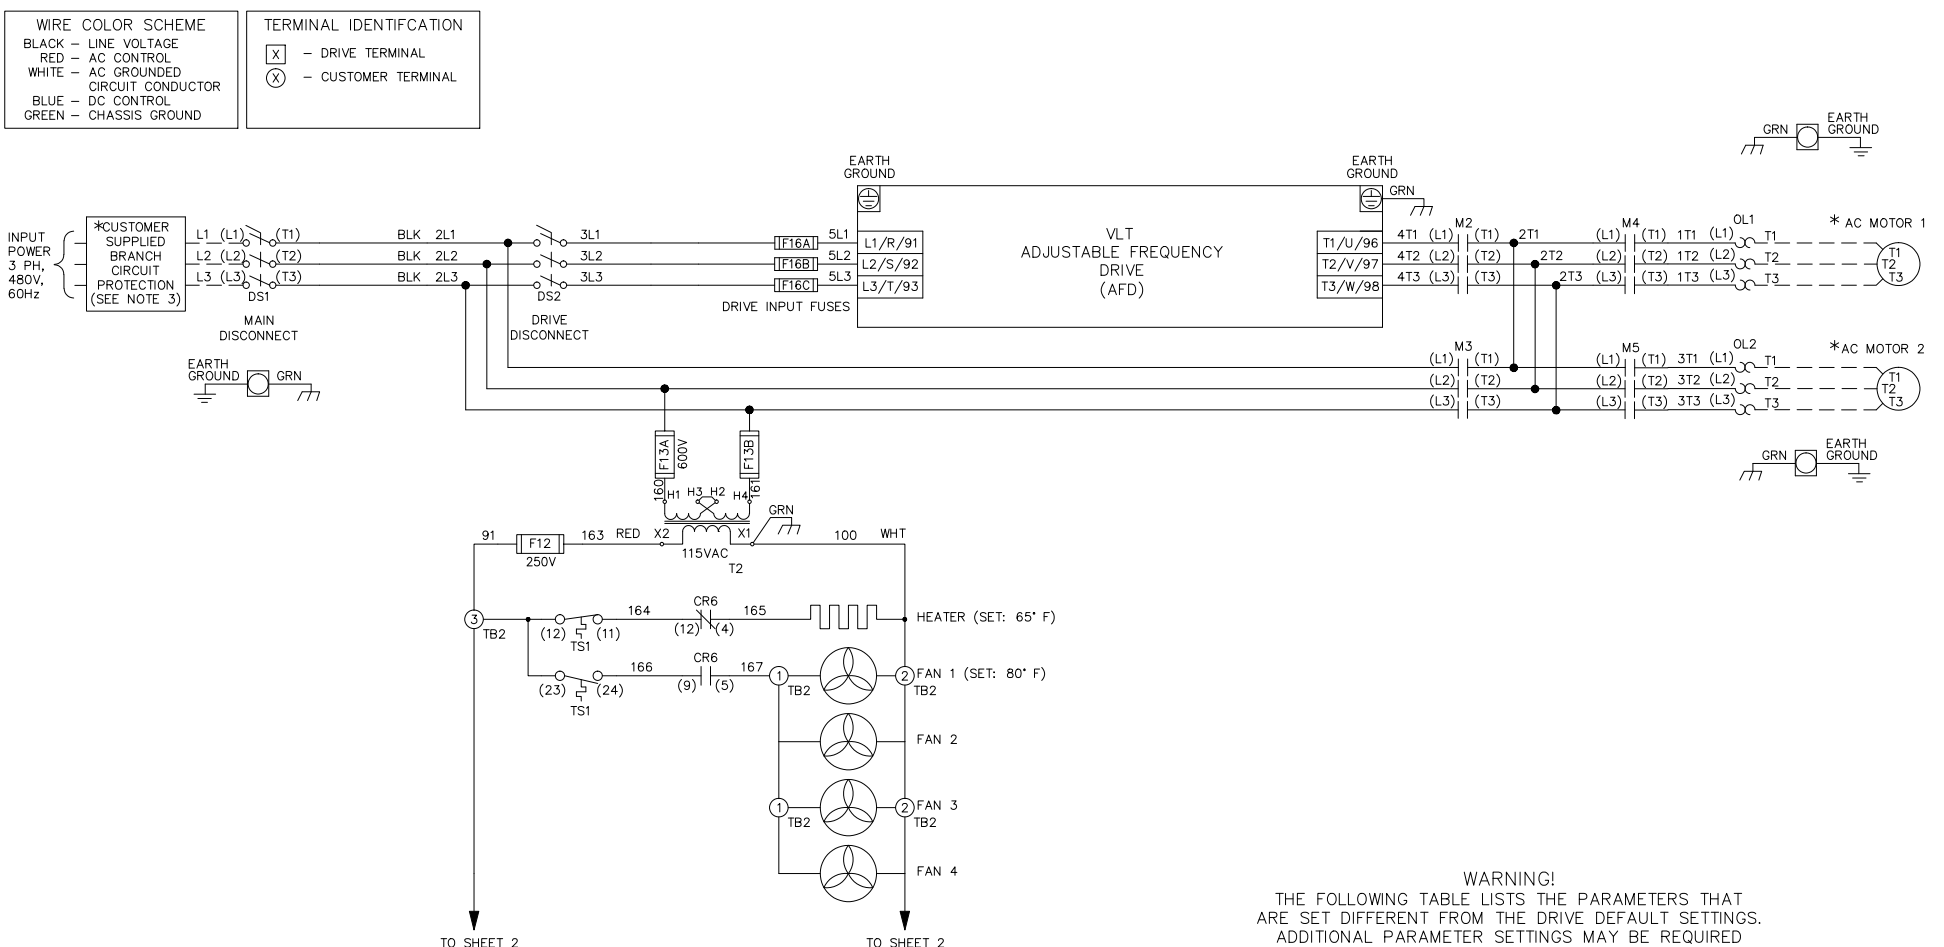 WIRE COLOR SCHEME
BLACK – LINE VOLTAGE
RED – AC CONTROL
WHITE – AC GROUNDED
CIRCUIT CONDUCTOR
BLUE – DC CONTROL
GREEN – CHASSIS GROUND
TERMINAL IDENTIFCATION
X – DRIVE TERMINAL
X – CUSTOMER TERMINAL
INPUT
POWER
3 PH,
480V,
60Hz
*CUSTOMER
SUPPLIED
BRANCH
CIRCUIT
PROTECTION
(SEE NOTE 3)
L1 (L1) (T1) BLK 2L1 3L1 F16A 5L1 L1/R/91
L2 (L2) (T2) BLK 2L2 3L2 F16B 5L2 L2/S/92
L3 (L3) (T3) BLK 2L3 3L3 F16C 5L3 L3/T/93
DS1
MAIN
DISCONNECT
DS2
DRIVE
DISCONNECT
DRIVE INPUT FUSES
EARTH
GROUND
GRN
EARTH
GROUND
VLT
ADJUSTABLE FREQUENCY
DRIVE
(AFD)
EARTH
GROUND
GRN
GRN
EARTH
GROUND
M2 M4 OL1 * AC MOTOR 1
T1/U/96 4T1 (L1) (T1) 2T1 (L1) (T1) 1T1 (L1) T1 T1
T2/V/97 4T2 (L2) (T2) 2T2 (L2) (T2) 1T2 (L2) T2 T2
T3/W/98 4T3 (L3) (T3) 2T3 (L3) (T3) 1T3 (L3) T3 T3
M3 M5 OL2 * AC MOTOR 2
(L1) (T1) (L1) (T1) 3T1 (L1) T1 T1
(L2) (T2) (L2) (T2) 3T2 (L2) T2 T2
(L3) (T3) (L3) (T3) 3T3 (L3) T3 T3
GRN
EARTH
GROUND
F13A
600V
F13B
160
161
H1 H3 H2 H4
GRN
91 F12 163 RED X2 X1 100 WHT
250V
115VAC
T2
3
TB2
(12) (11) 164 CR6 165 HEATER (SET: 65° F)
TS1
(12) (4)
(23) (24) 166 CR6 167 1 2 FAN 1 (SET: 80° F)
TS1
(9) (5)
TB2 TB2
FAN 2
1 2 FAN 3
TB2 TB2
FAN 4
TO SHEET 2
TO SHEET 2
WARNING!
THE FOLLOWING TABLE LISTS THE PARAMETERS THAT
ARE SET DIFFERENT FROM THE DRIVE DEFAULT SETTINGS.
ADDITIONAL PARAMETER SETTINGS MAY BE REQUIRED